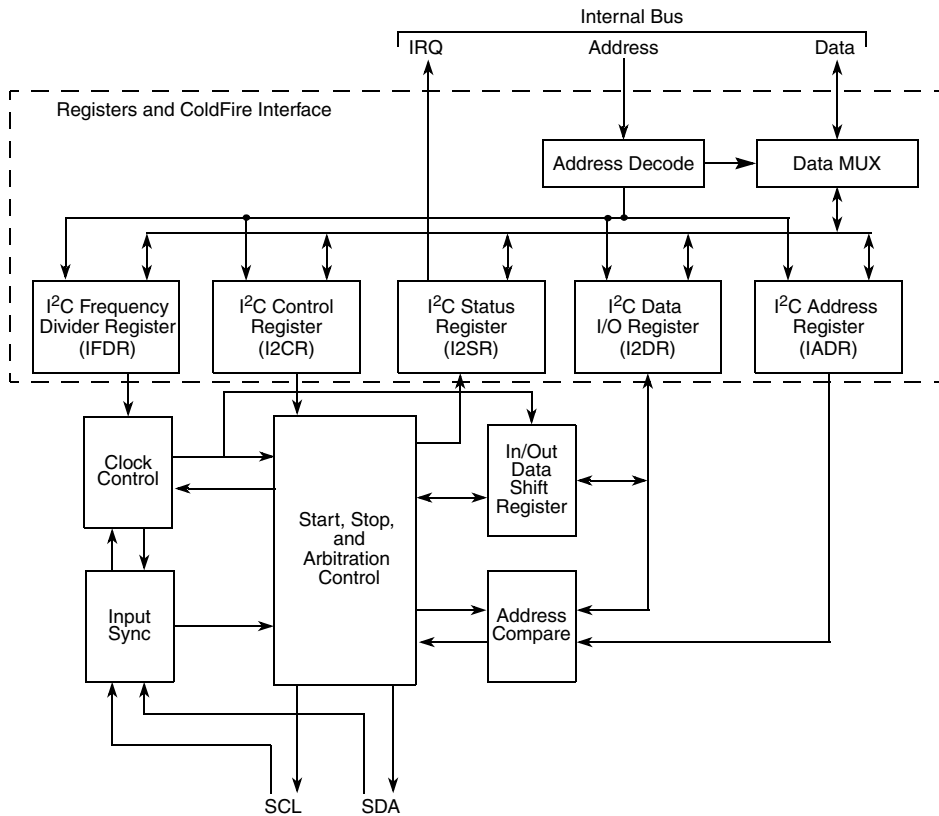 Internal Bus
IRQ
Address
Data
Registers and ColdFire Interface
Address Decode
Data MUX
I²C Frequency
Divider Register
(IFDR)
I²C Control
Register
(I2CR)
I²C Status
Register
(I2SR)
I²C Data
I/O Register
(I2DR)
I²C Address
Register
(IADR)
Clock
Control
Start, Stop,
and
Arbitration
Control
In/Out
Data
Shift
Register
Input
Sync
Address
Compare
SCL
SDA